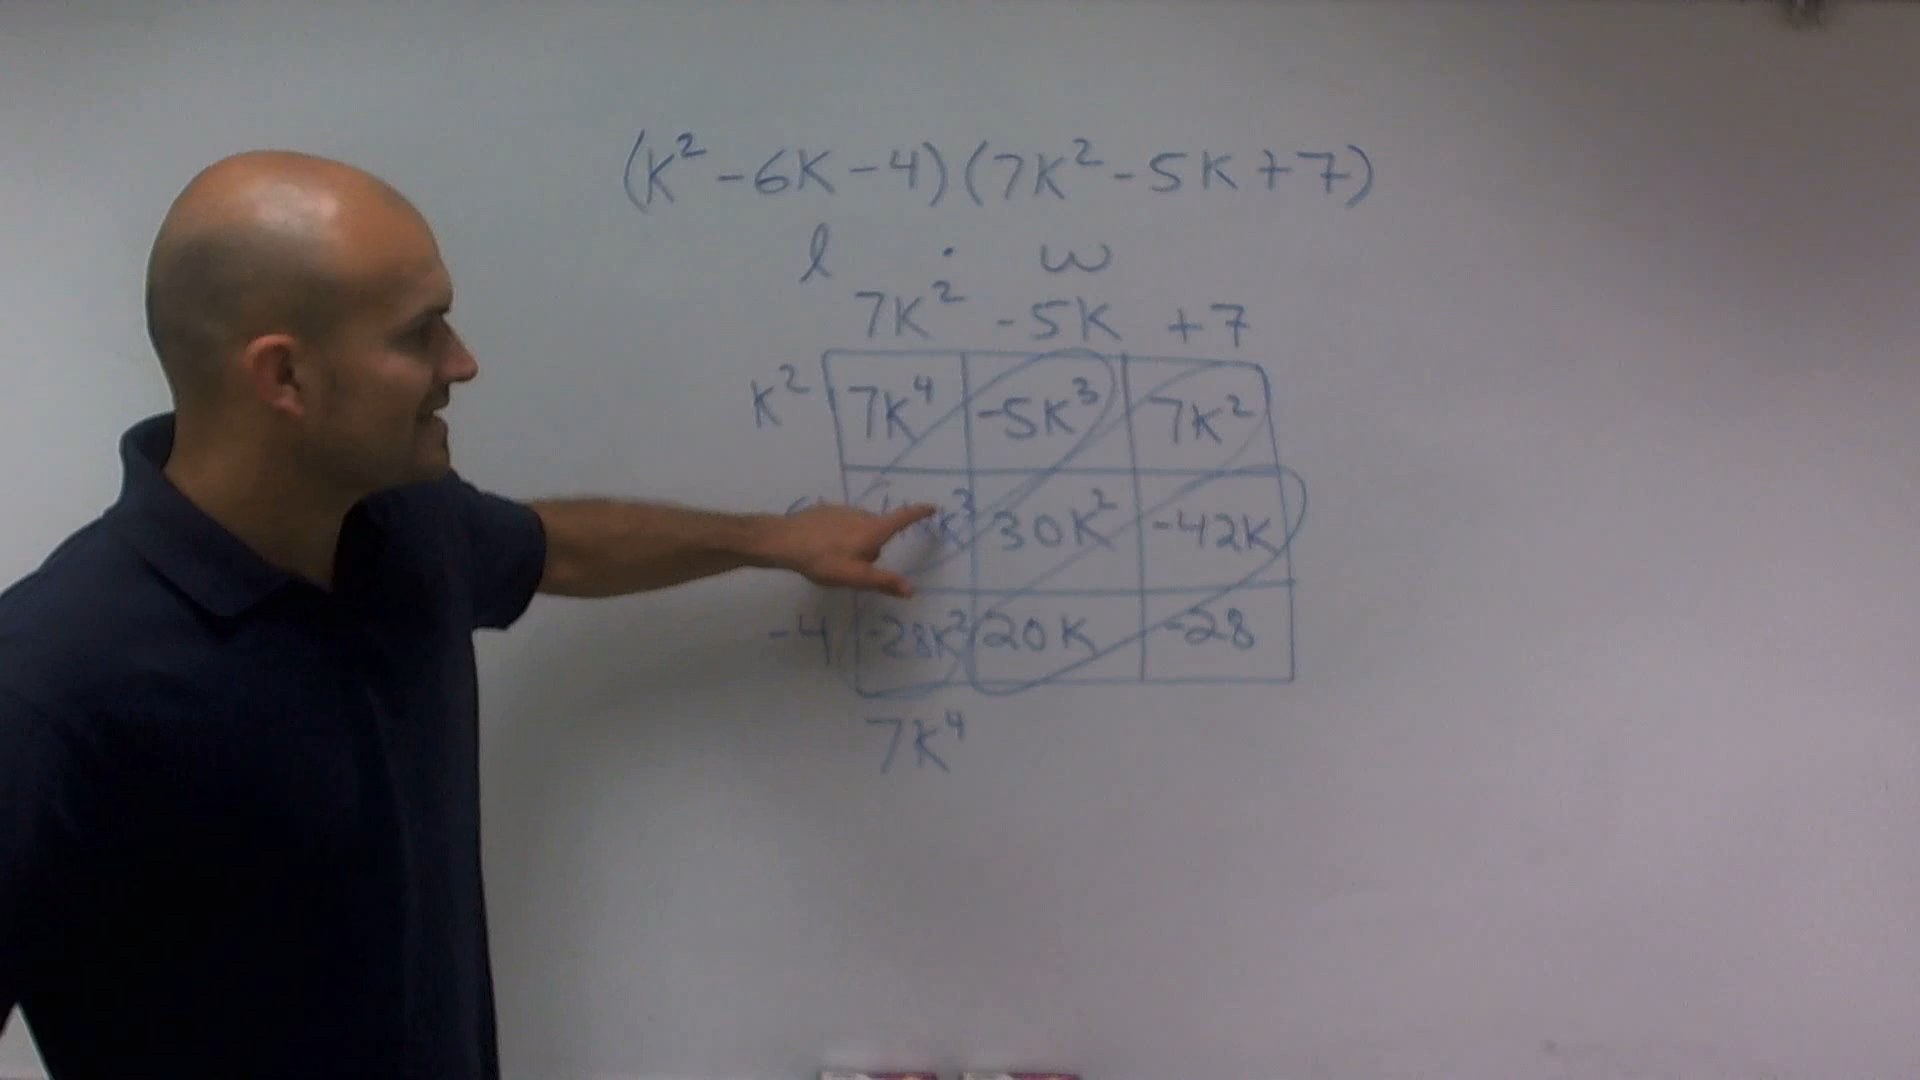 (K² - 6K - 4)(7K² - 5K + 7)
l · w
7K² - 5K + 7
K² 7K⁴ -5K³ 7K²
K³ 30K² -42K
-4 -28K² 20K -28
7K⁴